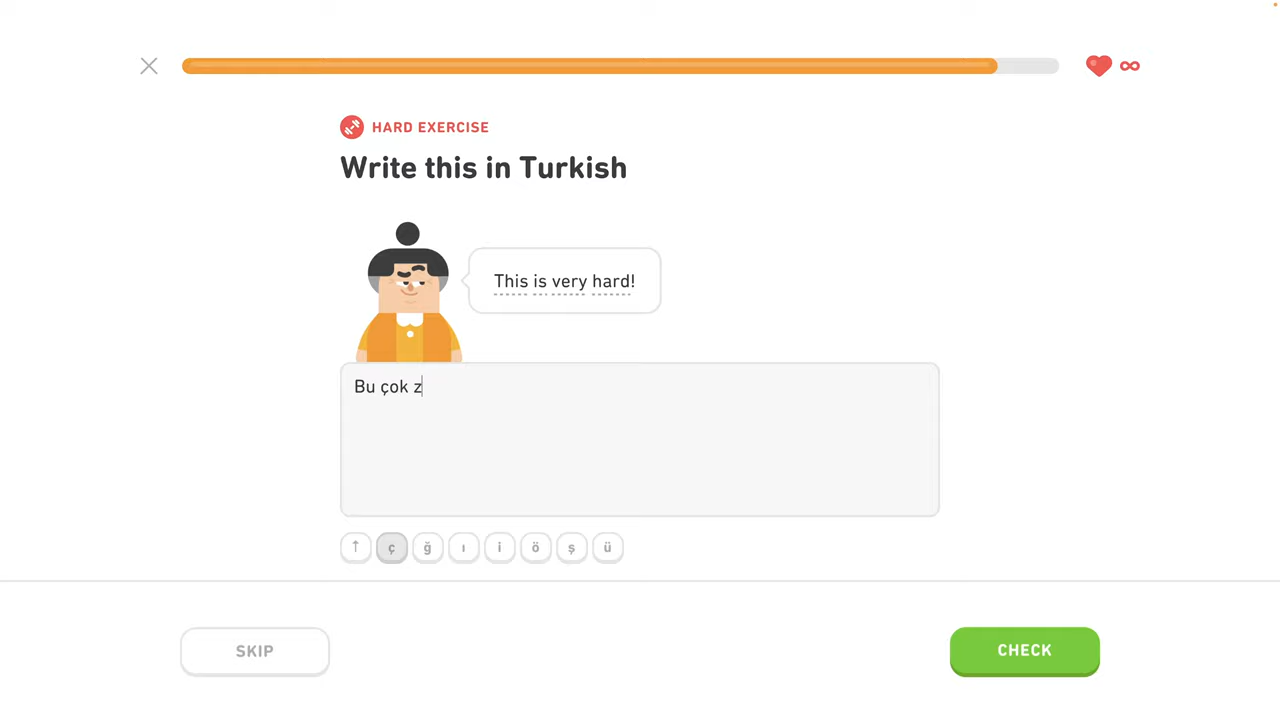 HARD EXERCISE
Write this in Turkish
This is very hard!
Bu çok z
↑ ç ğ ı i ö ş ü
SKIP
CHECK